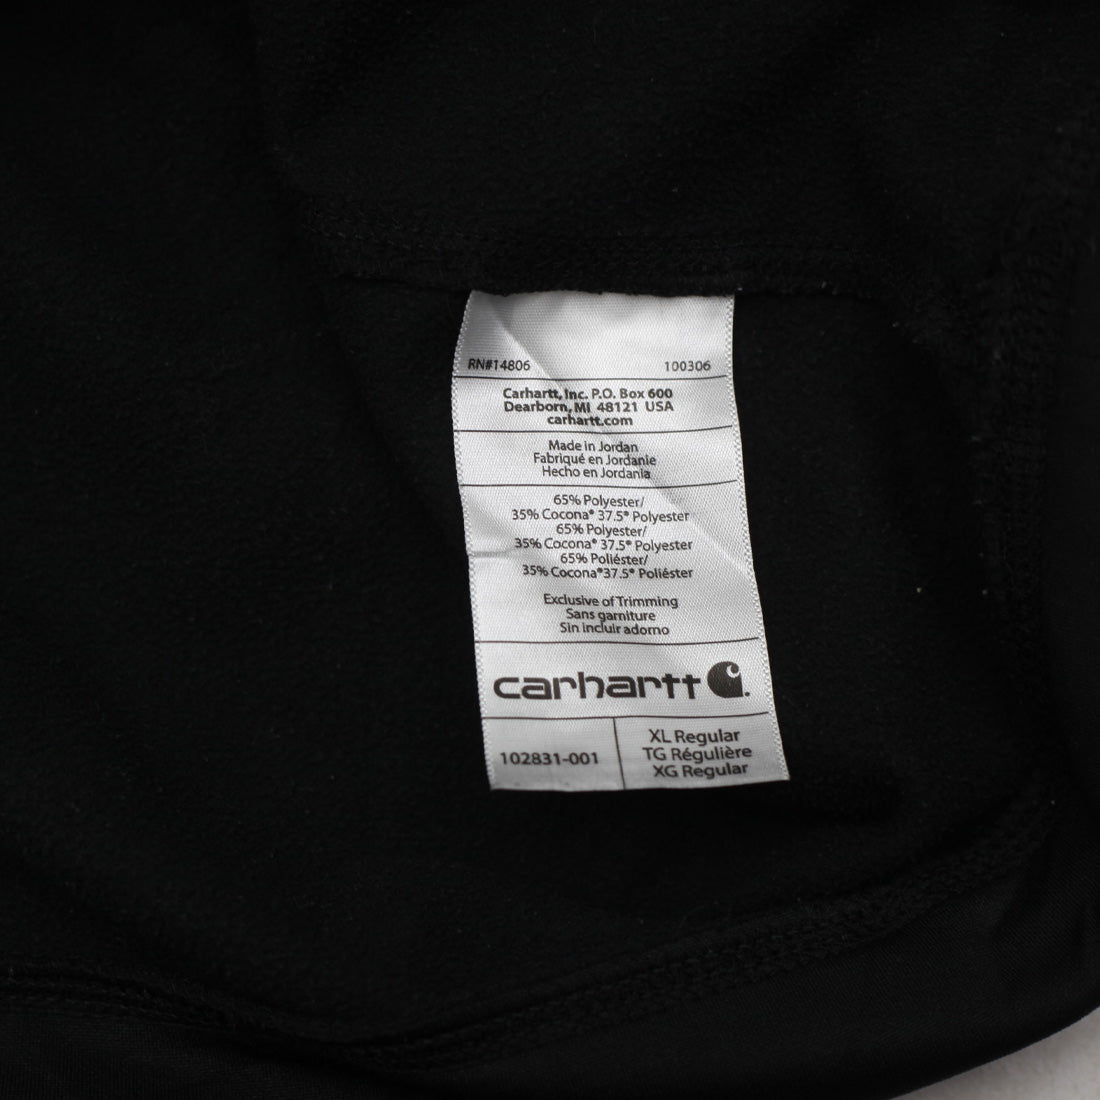 RN#14806 100306
Carhartt, Inc. P.O. Box 600
Dearborn, MI 48121 USA
carhartt.com
Made in Jordan
Fabriqué en Jordanie
Hecho en Jordania
65% Polyester/
35% Cocona® 37.5® Polyester
65% Polyester/
35% Cocona® 37.5® Polyester
65% Poliéster/
35% Cocona®37.5® Poliéster
Exclusive of Trimming
Sans garniture
Sin incluir adorno
carhartt
102831-001
XL Regular
TG Régulière
XG Regular